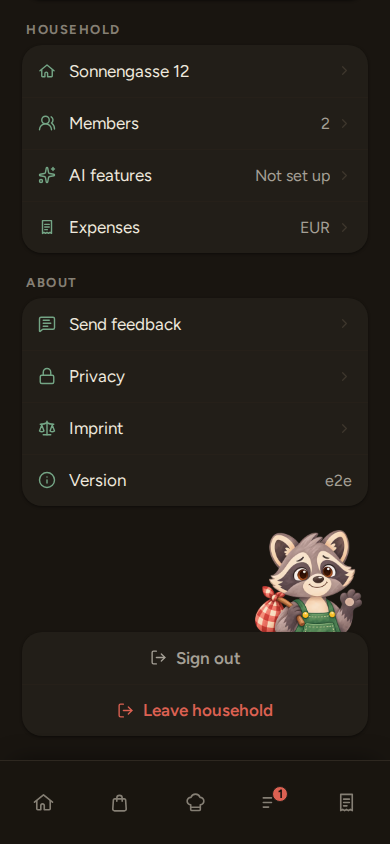 HOUSEHOLD
Sonnengasse 12
Members 2
AI features Not set up
Expenses EUR
ABOUT
Send feedback
Privacy
Imprint
Version e2e
Sign out
Leave household
1